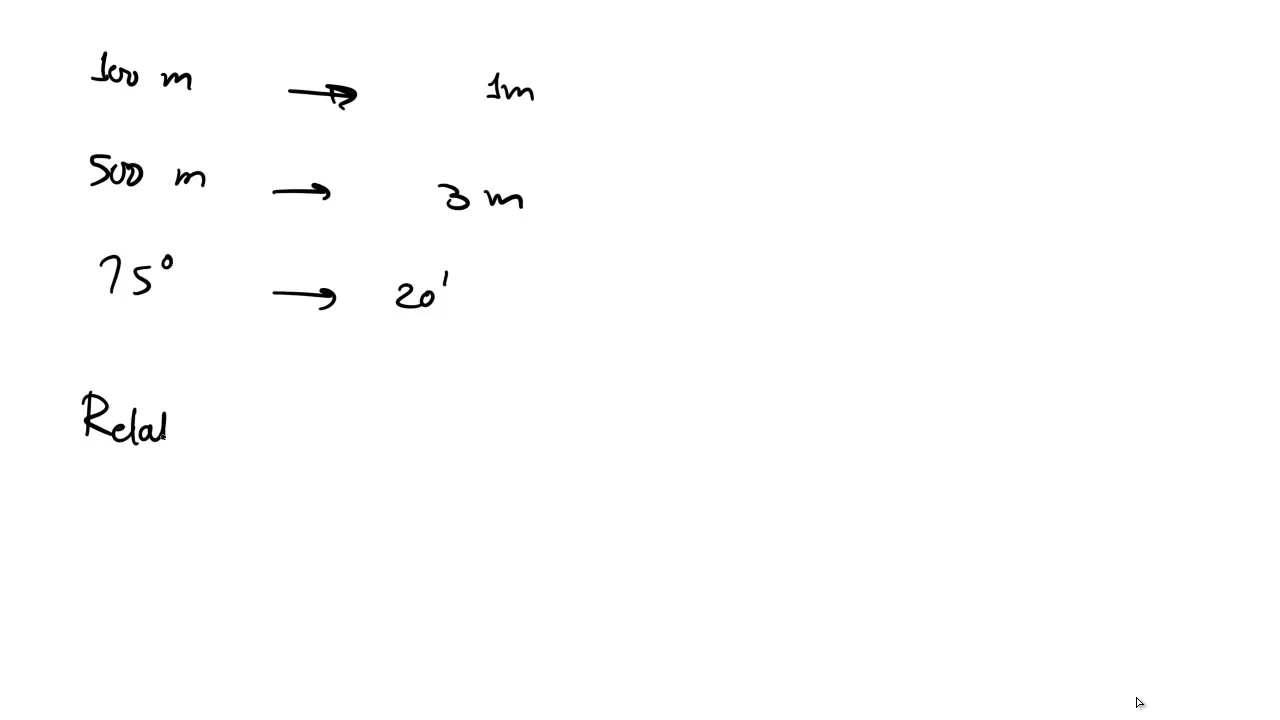 100 m → 1m
500 m → 3 m
75° → 20'
Relat